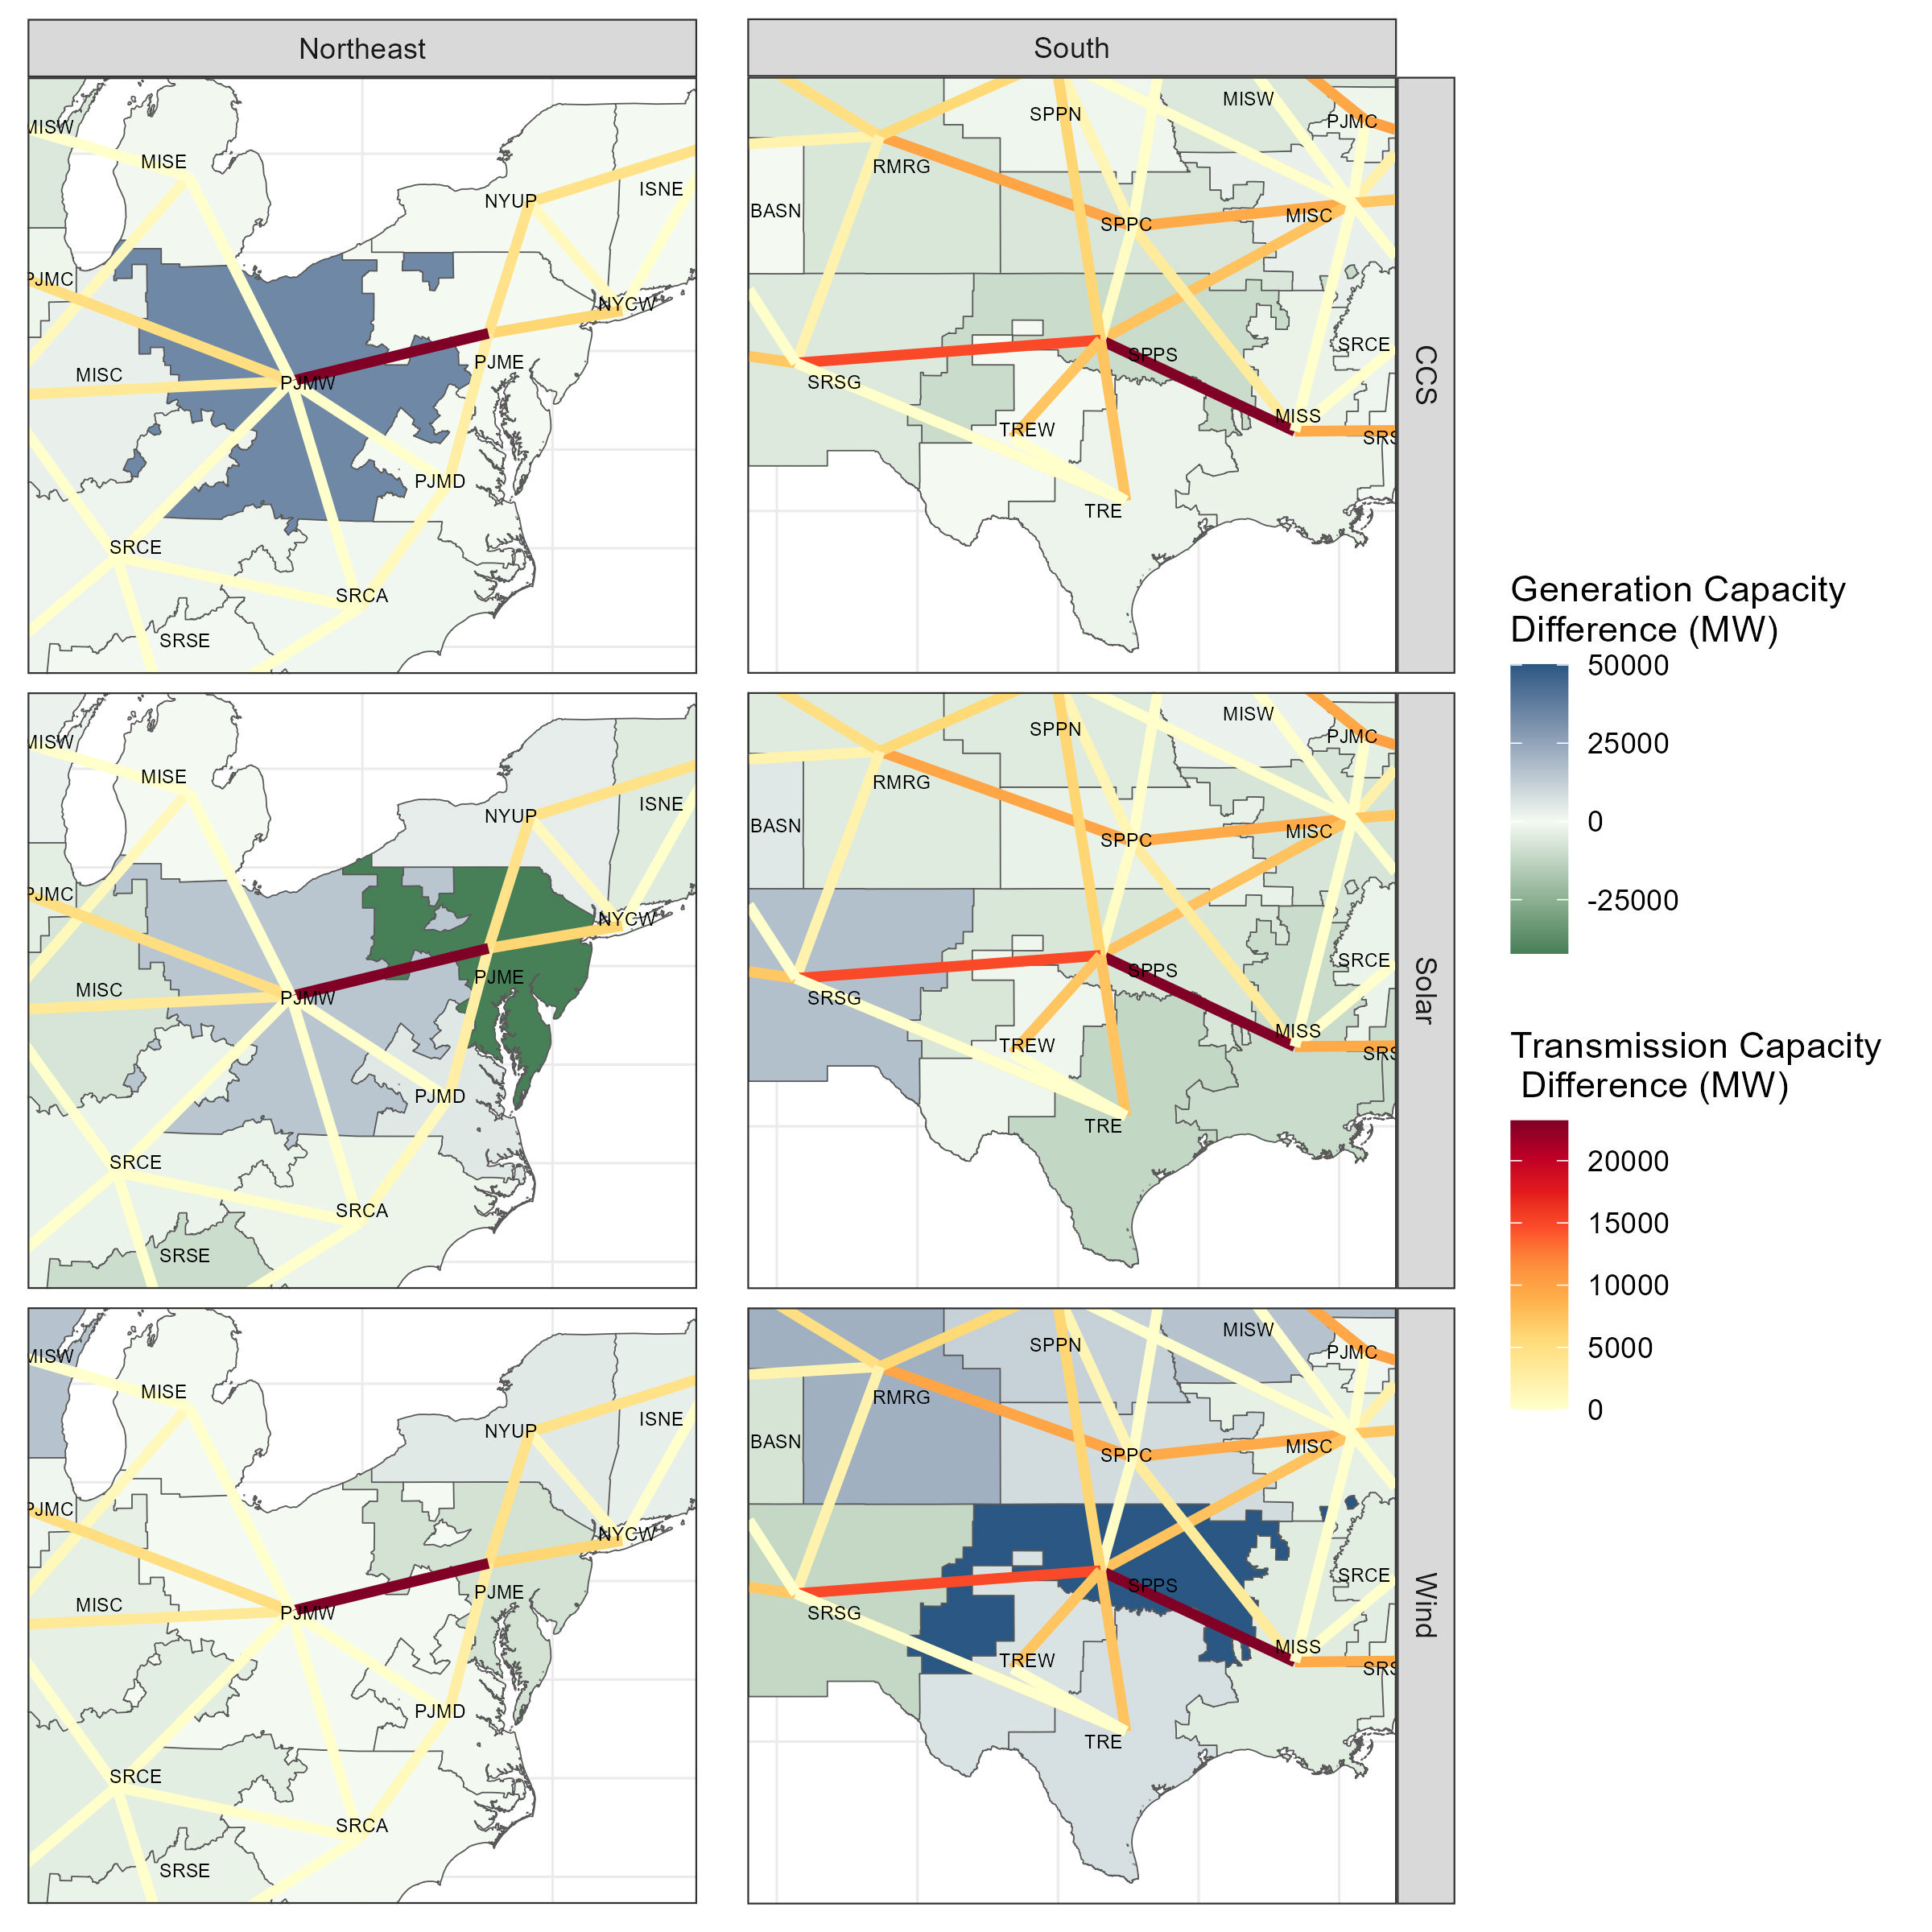 Northeast
South
MISW
MISE
NYUP
ISNE
PJMC
NYCW
PJME
MISC
PJMW
PJMD
SRCE
SRCA
SRSE
SPPN
MISW
PJMC
RMRG
BASN
SPPC
MISC
SPPS
SRCE
SRSG
TREW
MISS
SRS
TRE
CCS
MISW
MISE
NYUP
ISNE
PJMC
NYCW
PJME
MISC
PJMW
PJMD
SRCE
SRCA
SRSE
SPPN
MISW
PJMC
RMRG
BASN
SPPC
MISC
SPPS
SRCE
SRSG
TREW
MISS
SRS
TRE
Solar
MISW
MISE
NYUP
ISNE
PJMC
NYCW
PJME
MISC
PJMW
PJMD
SRCE
SRCA
SRSE
SPPN
MISW
PJMC
RMRG
BASN
SPPC
MISC
SPPS
SRCE
SRSG
TREW
MISS
SRS
TRE
Wind
Generation Capacity
Difference (MW)
50000
25000
0
-25000
Transmission Capacity
Difference (MW)
20000
15000
10000
5000
0